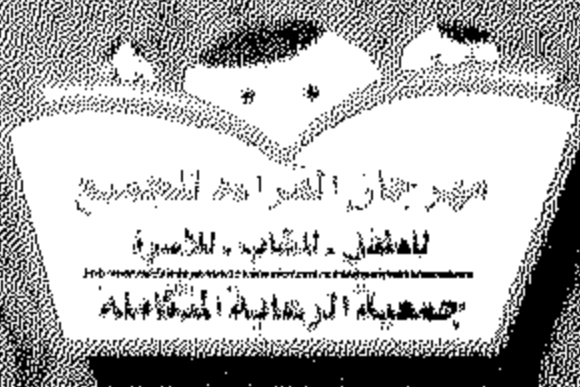 مهرجان القراءة للجميع
للطفل - للشاب - للأسرة
جمعية الرعاية المتكاملة